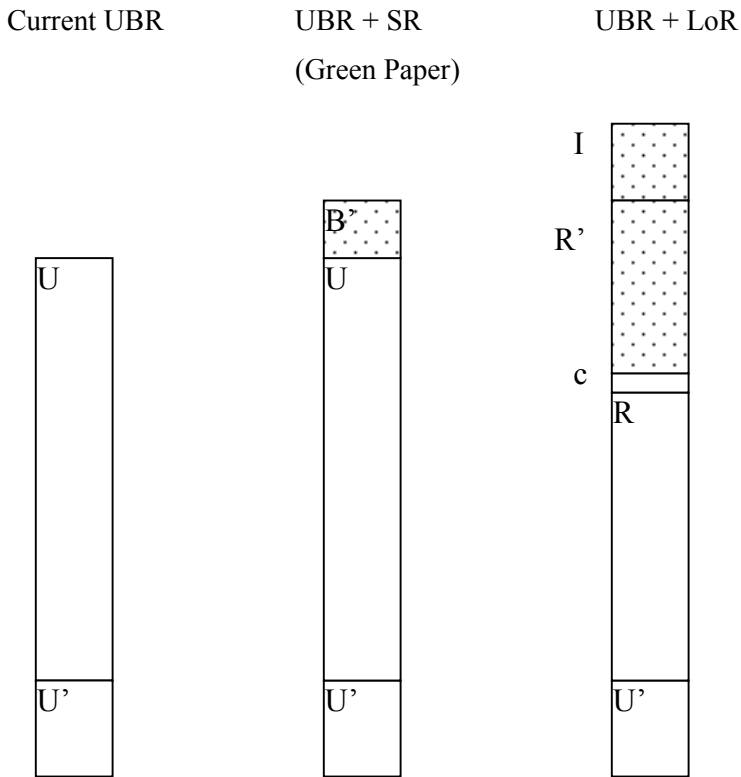 Current UBR
UBR + SR
(Green Paper)
UBR + LoR
I
R’
c
R
U’
B’
U
U’
U
U’